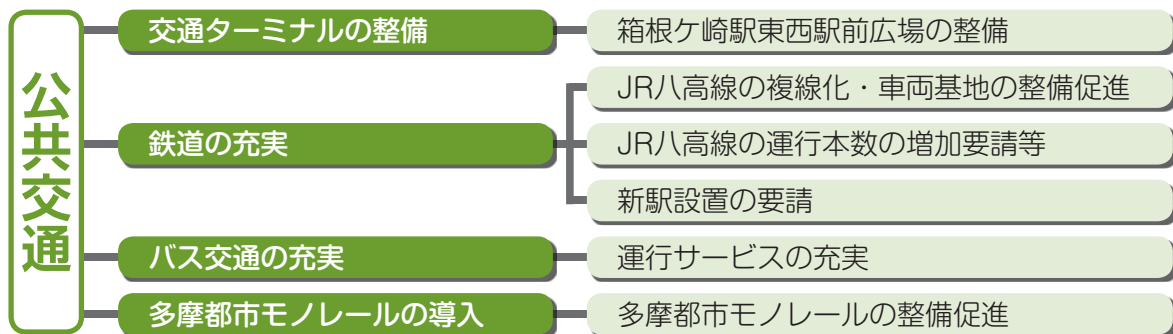 公共交通
交通ターミナルの整備
箱根ケ崎駅東西駅前広場の整備
鉄道の充実
JR八高線の複線化・車両基地の整備促進
JR八高線の運行本数の増加要請等
新駅設置の要請
バス交通の充実
運行サービスの充実
多摩都市モノレールの導入
多摩都市モノレールの整備促進